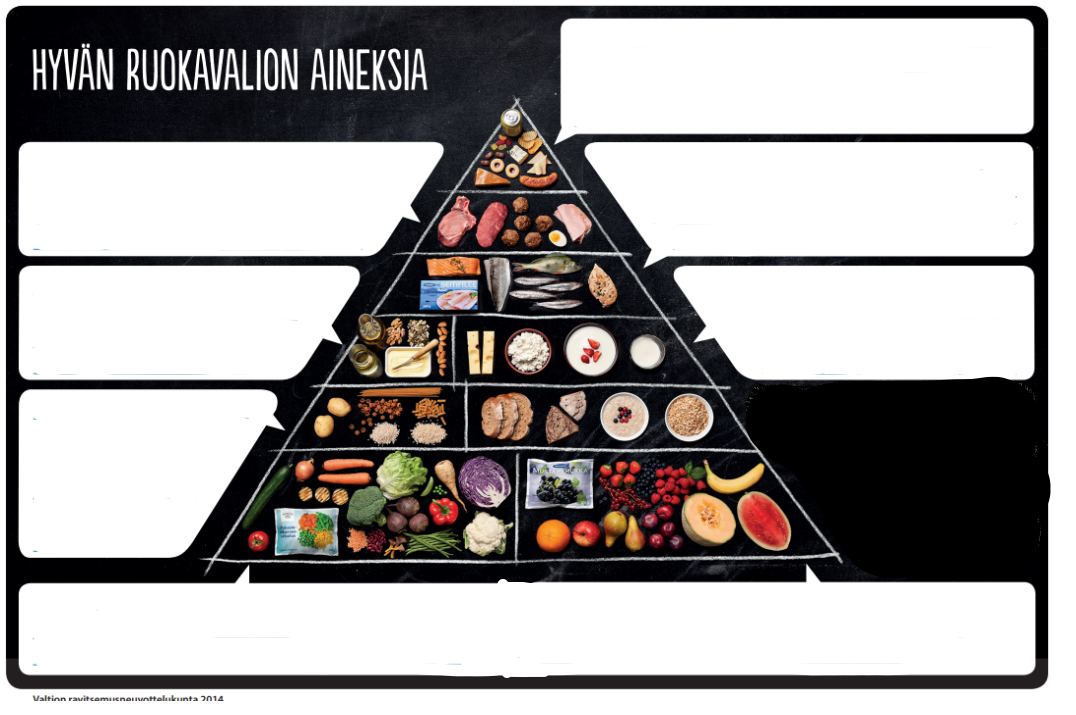 HYVÄN RUOKAVALION AINEKSIA
Valtion ravitsemusneuvottelukunta 2014